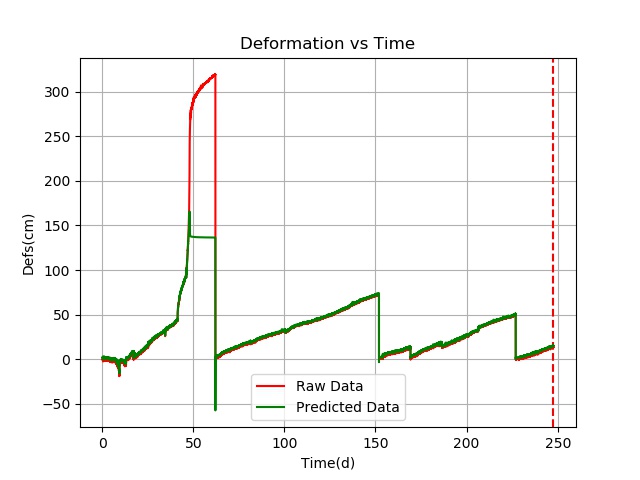 Deformation vs Time
Defs(cm)
300
250
200
150
100
50
0
−50
Raw Data
Predicted Data
0 50 100 150 200 250
Time(d)